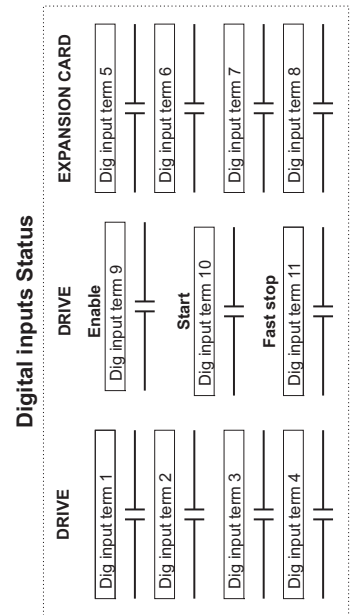 Digital inputs Status
DRIVE
Dig input term 1
Dig input term 2
Dig input term 3
Dig input term 4
DRIVE
Enable
Dig input term 9
Start
Dig input term 10
Fast stop
Dig input term 11
EXPANSION CARD
Dig input term 5
Dig input term 6
Dig input term 7
Dig input term 8